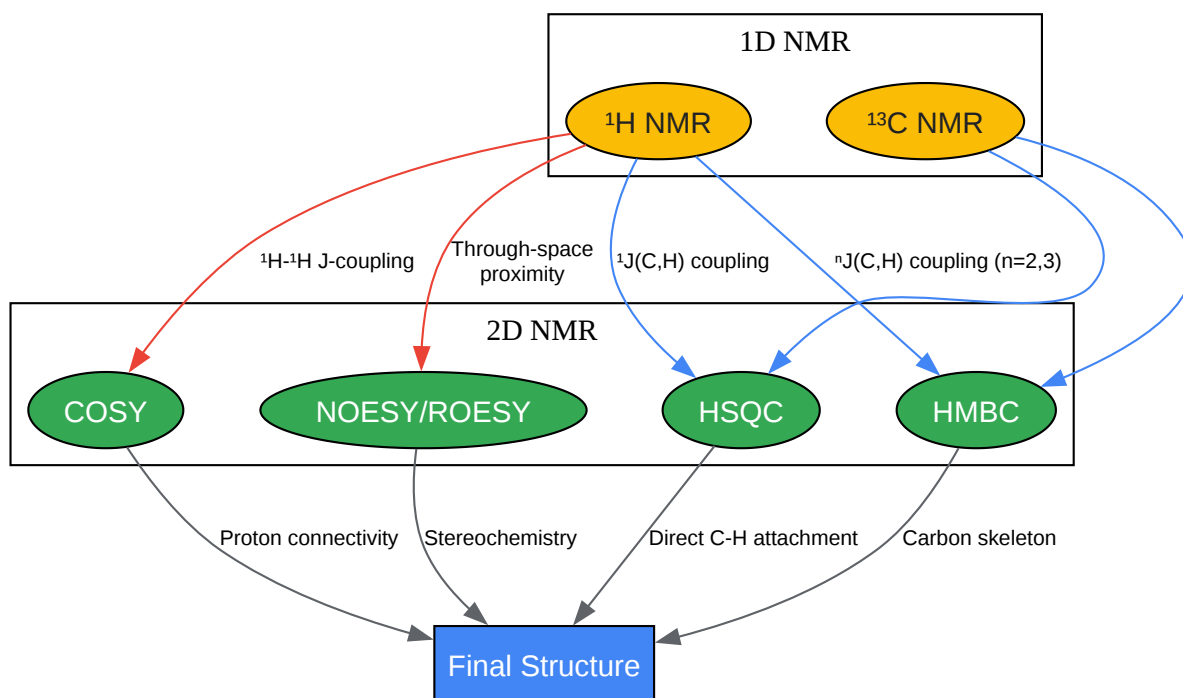 1D NMR
¹H NMR
¹³C NMR
¹H-¹H J-coupling
Through-space
proximity
¹J(C,H) coupling
ⁿJ(C,H) coupling (n=2,3)
2D NMR
COSY
NOESY/ROESY
HSQC
HMBC
Proton connectivity
Stereochemistry
Direct C-H attachment
Carbon skeleton
Final Structure